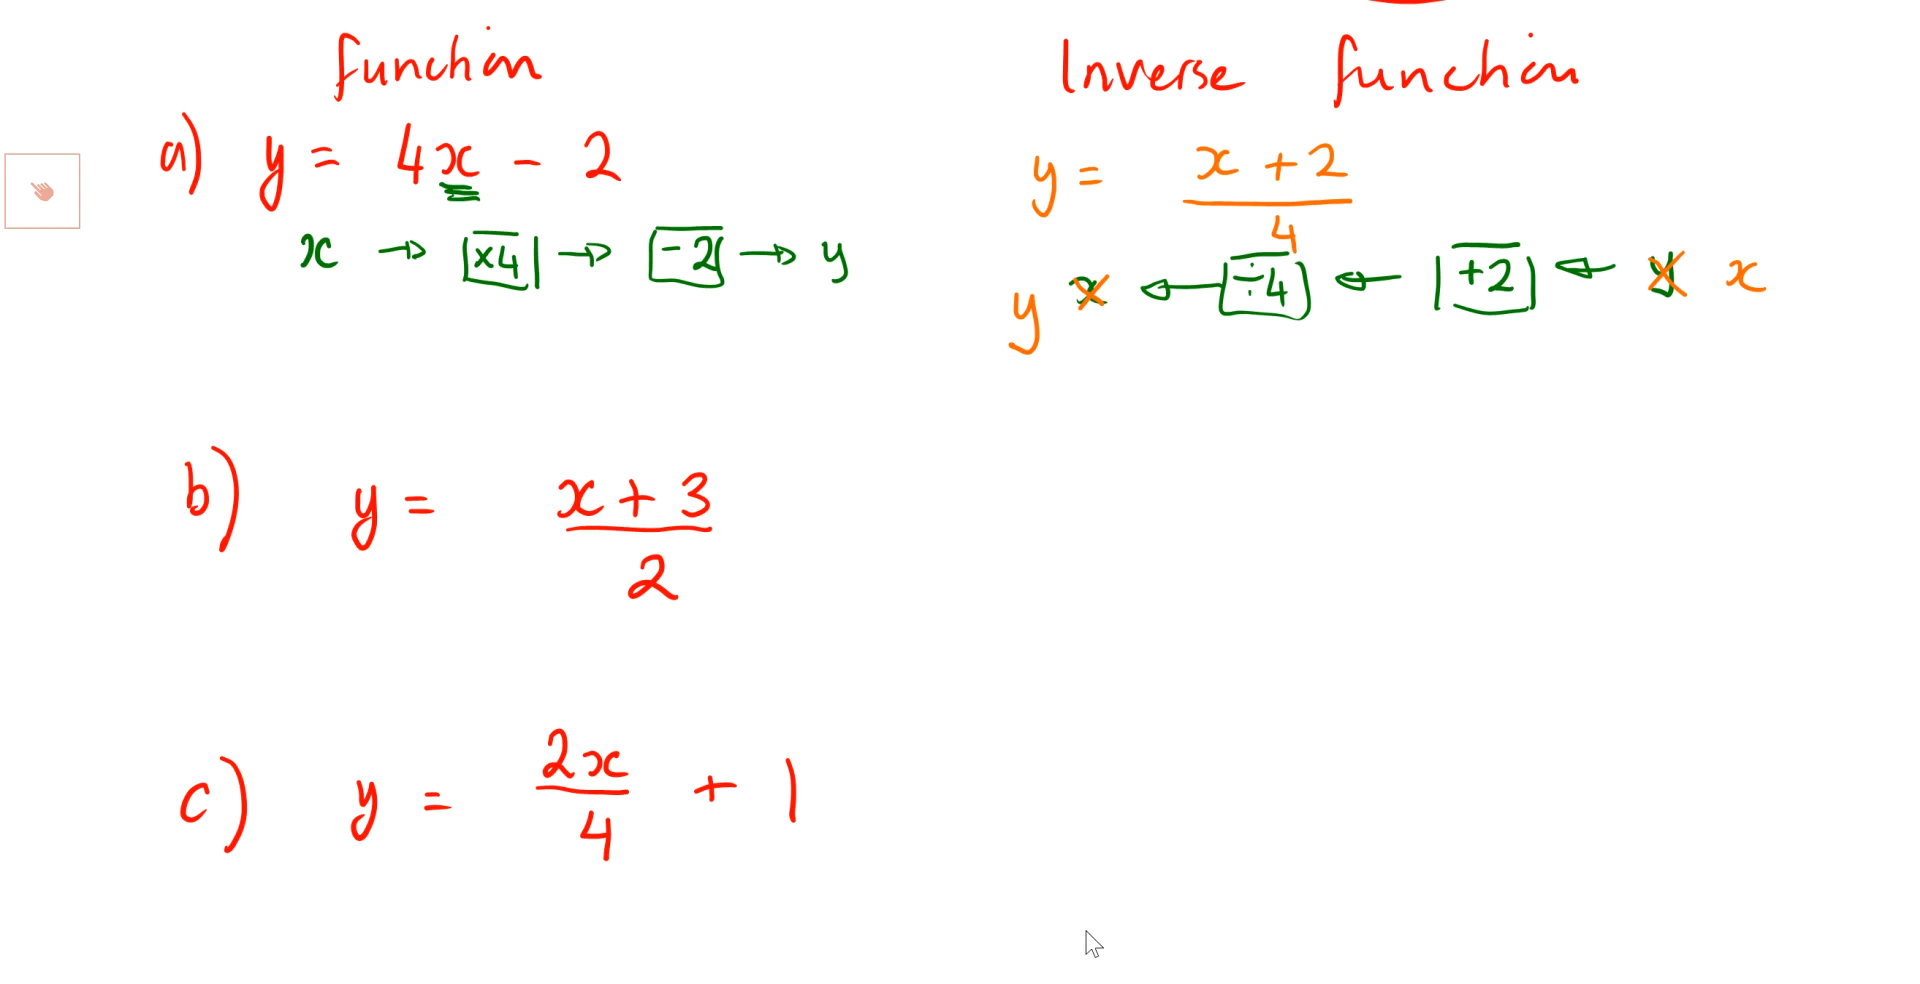 function Inverse function
a) y = 4x - 2 y = x + 2
4
x → ×4 → -2 → y y x ← ÷4 ← +2 ← y x
b) y = x + 3
2
c) y = 2x + 1
4